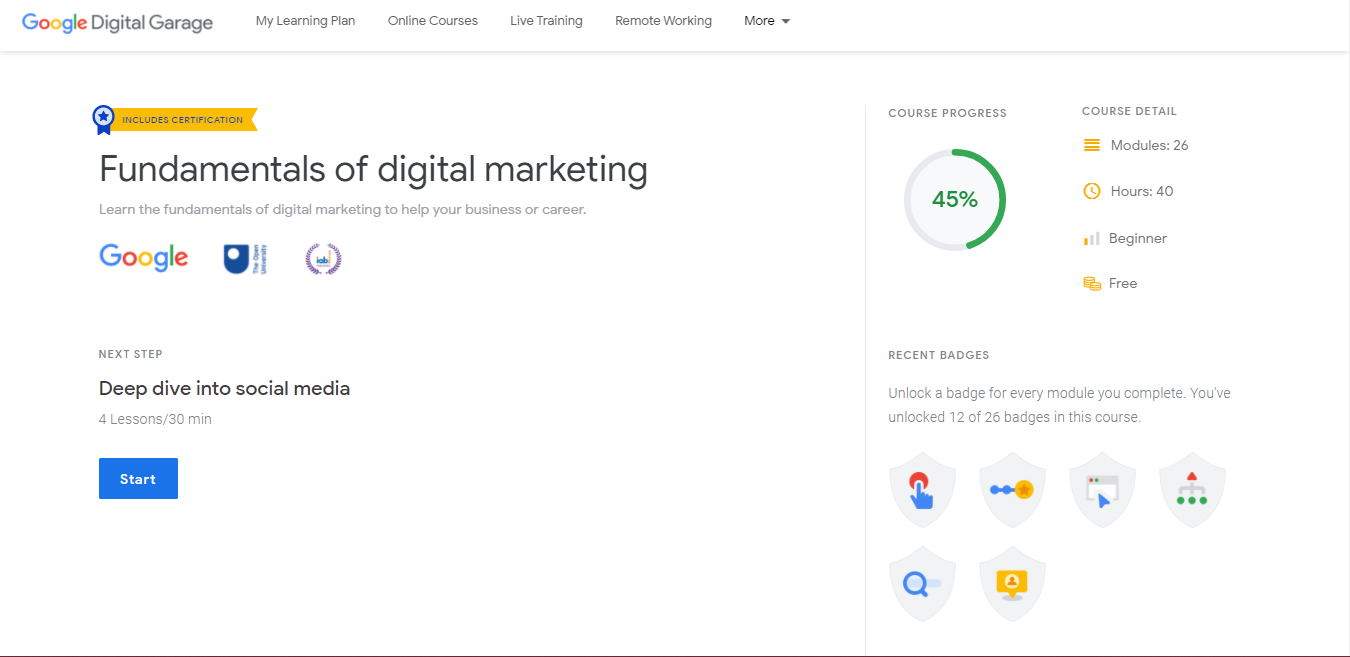 Google Digital Garage
My Learning Plan
Online Courses
Live Training
Remote Working
More
INCLUDES CERTIFICATION
Fundamentals of digital marketing
Learn the fundamentals of digital marketing to help your business or career.
Google
The Open
University
iab
NEXT STEP
Deep dive into social media
4 Lessons/30 min
Start
COURSE PROGRESS
45%
COURSE DETAIL
Modules: 26
Hours: 40
Beginner
Free
RECENT BADGES
Unlock a badge for every module you complete. You've
unlocked 12 of 26 badges in this course.